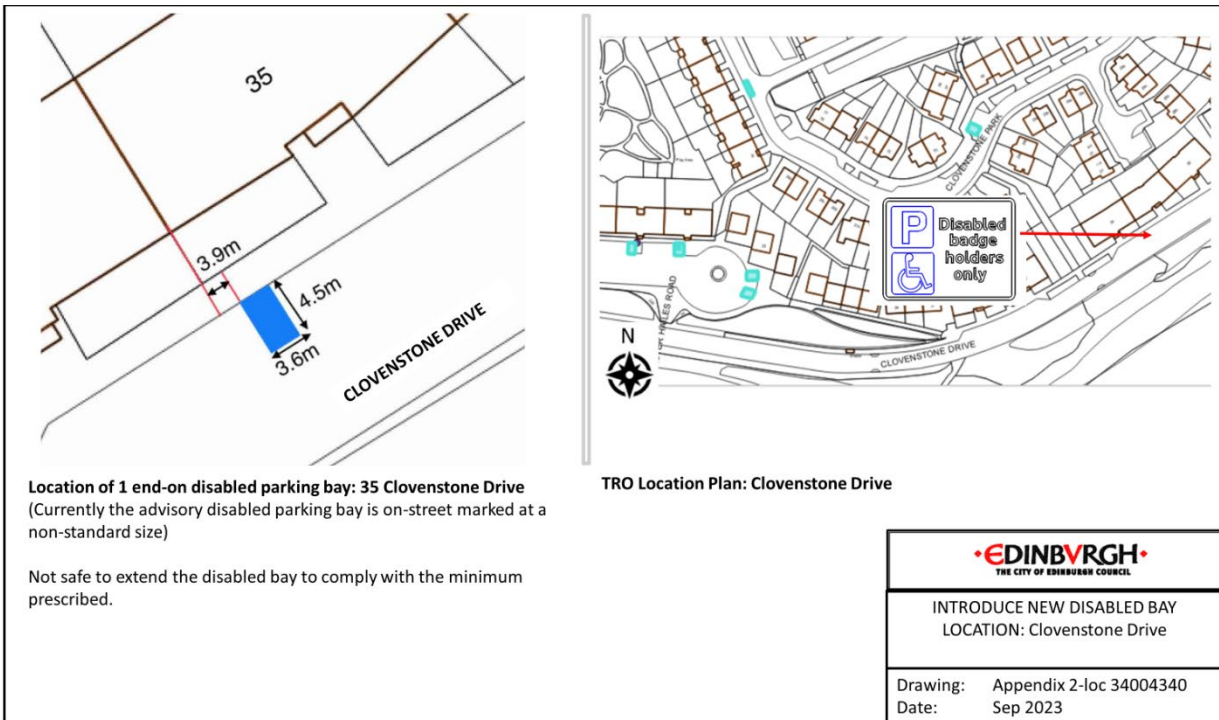 35
3.9m
4.5m
3.6m
CLOVENSTONE DRIVE
Location of 1 end-on disabled parking bay: 35 Clovenstone Drive
(Currently the advisory disabled parking bay is on-street marked at a
non-standard size)
Not safe to extend the disabled bay to comply with the minimum
prescribed.
CLOVENSTONE PARK
P
Disabled
badge
holders
only
HALES ROAD
N
CLOVENSTONE DRIVE
TRO Location Plan: Clovenstone Drive
EDINBVRGH
THE CITY OF EDINBURGH COUNCIL
INTRODUCE NEW DISABLED BAY
LOCATION: Clovenstone Drive
Drawing: Appendix 2-loc 34004340
Date: Sep 2023